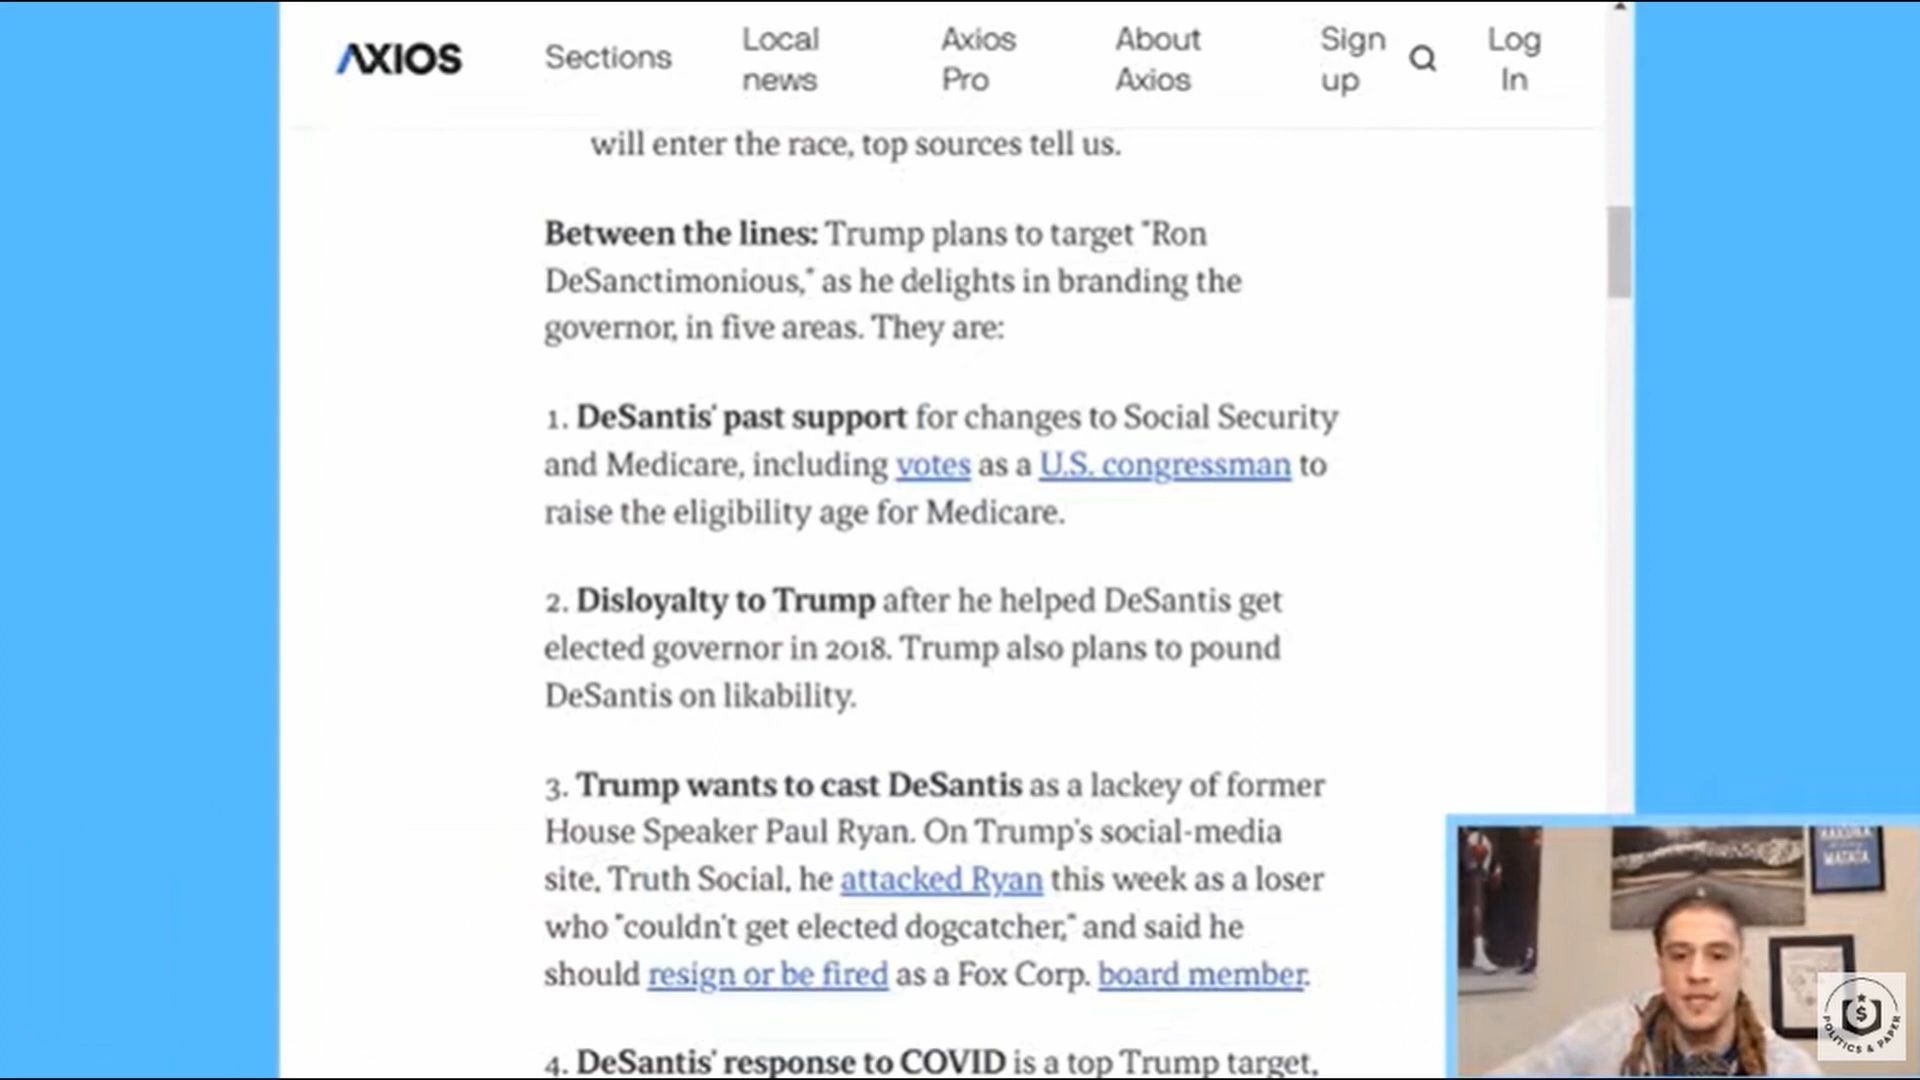 AXIOS
Sections
Local
news
Axios
Pro
About
Axios
Sign
up
Log
In
will enter the race, top sources tell us.
Between the lines: Trump plans to target "Ron
DeSanctimonious," as he delights in branding the
governor, in five areas. They are:
1. DeSantis' past support for changes to Social Security
and Medicare, including votes as a U.S. congressman to
raise the eligibility age for Medicare.
2. Disloyalty to Trump after he helped DeSantis get
elected governor in 2018. Trump also plans to pound
DeSantis on likability.
3. Trump wants to cast DeSantis as a lackey of former
House Speaker Paul Ryan. On Trump's social-media
site, Truth Social, he attacked Ryan this week as a loser
who "couldn't get elected dogcatcher," and said he
should resign or be fired as a Fox Corp. board member.
4. DeSantis' response to COVID is a top Trump target,
HAKUNA
MATATA
$
POLITICS & PAPER